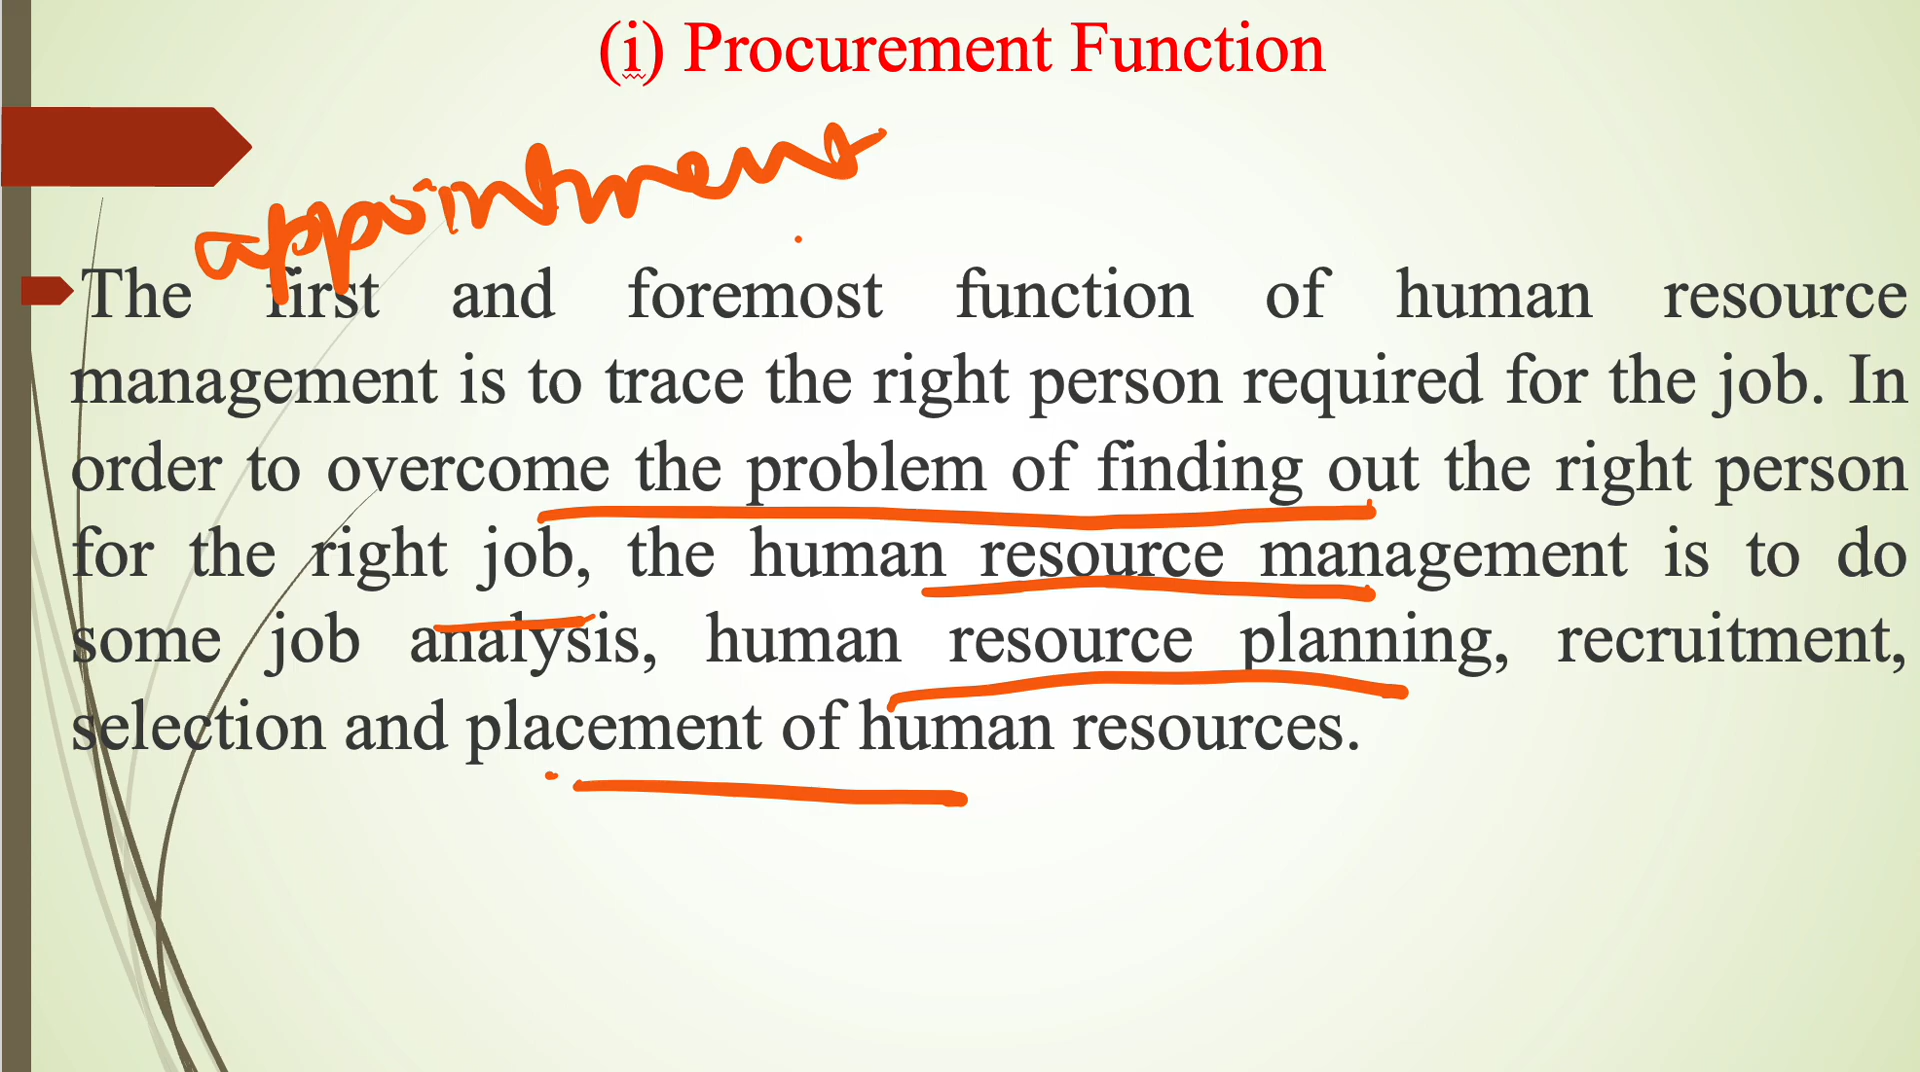 (i) Procurement Function
appointment
The first and foremost function of human resource
management is to trace the right person required for the job. In
order to overcome the problem of finding out the right person
for the right job, the human resource management is to do
some job analysis, human resource planning, recruitment,
selection and placement of human resources.